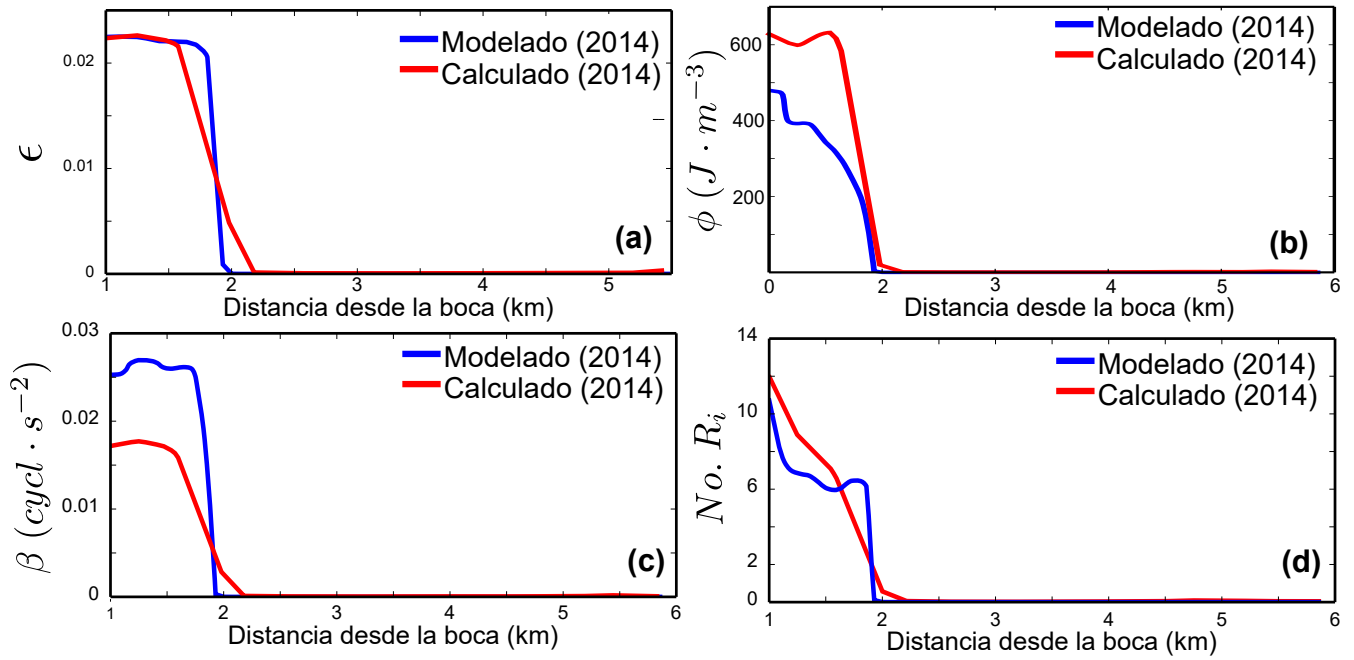 Modelado (2014)
Calculado (2014)
0.02
0.01
0
ϵ
(a)
1 2 3 4 5
Distancia desde la boca (km)
Modelado (2014)
Calculado (2014)
600
400
200
ϕ (J · m⁻³)
(b)
0 2 3 4 5 6
Distancia desde la boca (km)
0.03
0.02
0.01
0
β (cycl · s⁻²)
Modelado (2014)
Calculado (2014)
(c)
1 2 3 4 5 6
Distancia desde la boca (km)
14
12
10
8
6
4
2
0
No. Rᵢ
Modelado (2014)
Calculado (2014)
(d)
1 2 3 4 5 6
Distancia desde la boca (km)